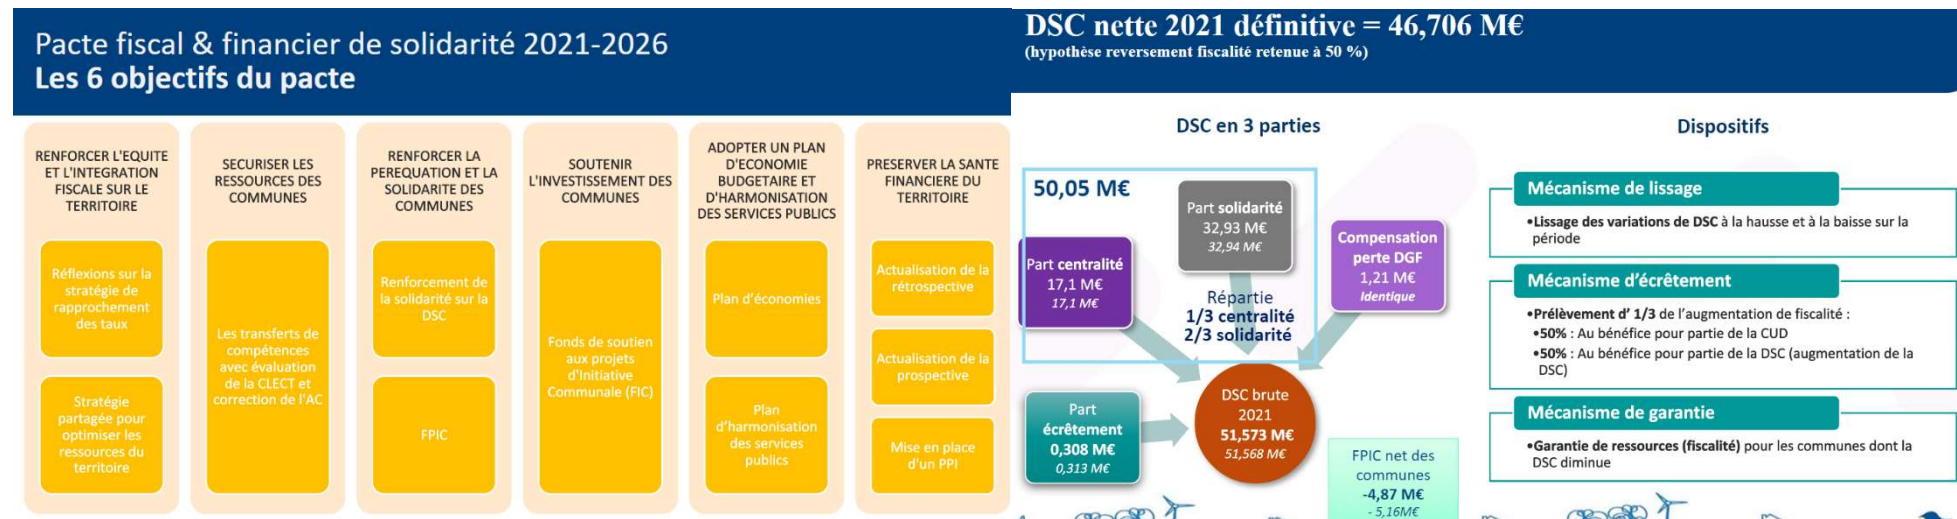 Pacte fiscal & financier de solidarité 2021-2026
Les 6 objectifs du pacte
RENFORCER L'EQUITE
ET L'INTEGRATION
FISCALE SUR LE
TERRITOIRE
Réflexions sur la
stratégie de
rapprochement
des taux
Stratégie
partagée pour
optimiser les
ressources du
territoire
SECURISER LES
RESSOURCES DES
COMMUNES
Les transferts de
compétences
avec évaluation
de la CLECT et
correction de l'AC
RENFORCER LA
PEREQUATION ET LA
SOLIDARITE DES
COMMUNES
Renforcement de
la solidarité sur la
DSC
FPIC
SOUTENIR
L'INVESTISSEMENT DES
COMMUNES
Fonds de soutien
aux projets
d'Initiative
Communale (FIC)
ADOPTER UN PLAN
D'ECONOMIE
BUDGETAIRE ET
D'HARMONISATION
DES SERVICES PUBLICS
Plan d'économies
Plan
d'harmonisation
des services
publics
PRESERVER LA SANTE
FINANCIERE DU
TERRITOIRE
Actualisation de la
rétrospective
Actualisation de la
prospective
Mise en place
d'un PPI
DSC nette 2021 définitive = 46,706 M€
(hypothèse reversement fiscalité retenue à 50 %)
DSC en 3 parties
50,05 M€
Part centralité
17,1 M€
17,1 M€
Part solidarité
32,93 M€
32,94 M€
Compensation
perte DGF
1,21 M€
Identique
Répartie
1/3 centralité
2/3 solidarité
Part
écrêtement
0,308 M€
0,313 M€
DSC brute
2021
51,573 M€
51,568 M€
FPIC net des
communes
-4,87 M€
- 5,16M€
Dispositifs
Mécanisme de lissage
•Lissage des variations de DSC à la hausse et à la baisse sur la
période
Mécanisme d'écrêtement
•Prélèvement d' 1/3 de l'augmentation de fiscalité :
•50% : Au bénéfice pour partie de la CUD
•50% : Au bénéfice pour partie de la DSC (augmentation de la
DSC)
Mécanisme de garantie
•Garantie de ressources (fiscalité) pour les communes dont la
DSC diminue